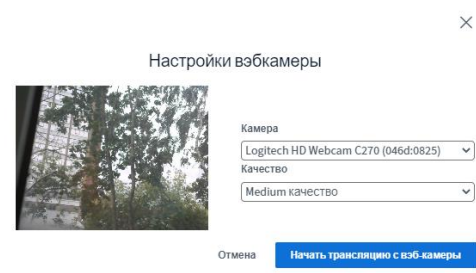 Настройки вэбкамеры
Камера
Logitech HD Webcam C270 (046d:0825)
Качество
Medium качество
Отмена
Начать трансляцию с вэб-камеры